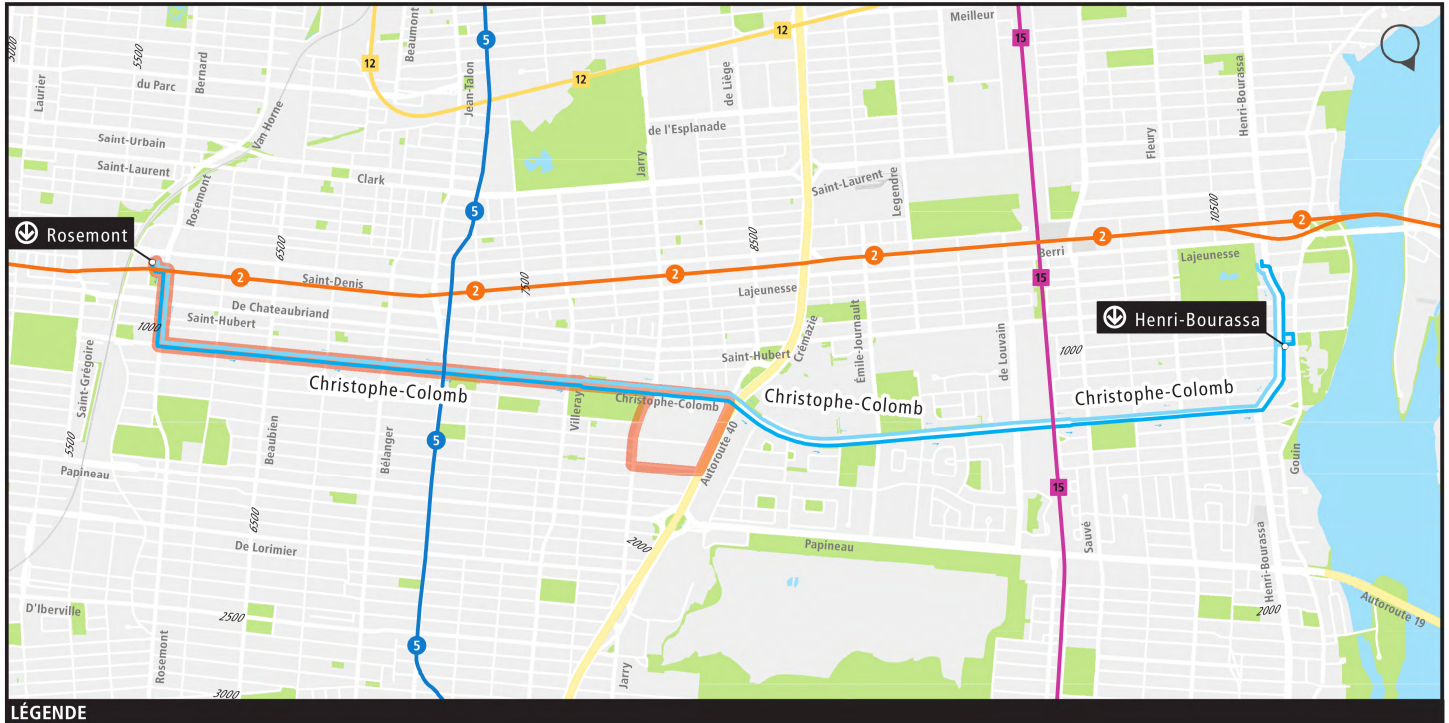 Meilleur
5000
5500
Bernard
Beaumont
5
15
12
12
12
Laurier
du Parc
Jean-Talon
de Liège
Henri-Bourassa
Van Horne
Saint-Urbain
de l'Esplanade
Fleury
Saint-Laurent
Clark
Jarry
Saint-Laurent
Legendre
Rosemont
10500
5
Rosemont
6500
8500
2
2
2
Berri
Lajeunesse
2
Saint-Denis
2
2
7500
Lajeunesse
15
De Chateaubriand
Saint-Hubert
1000
Henri-Bourassa
Crémazie
Émile-Journault
de Louvain
1000
Saint-Hubert
Saint-Grégoire
Christophe-Colomb
Christophe-Colomb
Christophe-Colomb
Christophe-Colomb
Villeray
5500
Beaubien
Bélanger
5
Autoroute 40
Gouin
Papineau
15
6500
De Lorimier
2000
Papineau
Sauvé
Henri-Bourassa
D'Iberville
2500
2000
Autoroute 19
Rosemont
5
Jarry
3000
LÉGENDE